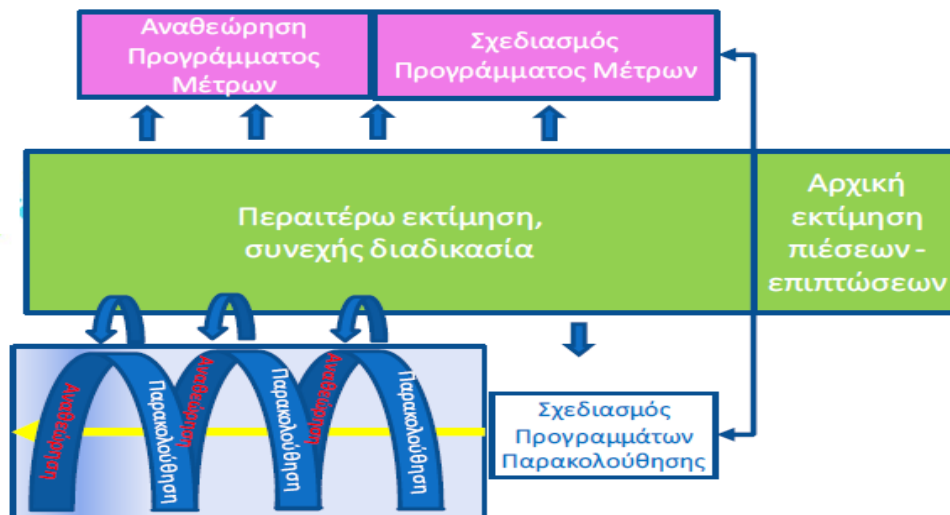 Αναθεώρηση
Προγράμματος
Μέτρων
Σχεδιασμός
Προγράμματος Μέτρων
Περαιτέρω εκτίμηση,
συνεχής διαδικασία
Αρχική
εκτίμηση
πιέσεων -
επιπτώσεων
Αναθεώρηση
Παρακολούθηση
Αναθεώρηση
Παρακολούθηση
Αναθεώρηση
Παρακολούθηση
Σχεδιασμός
Προγραμμάτων
Παρακολούθησης